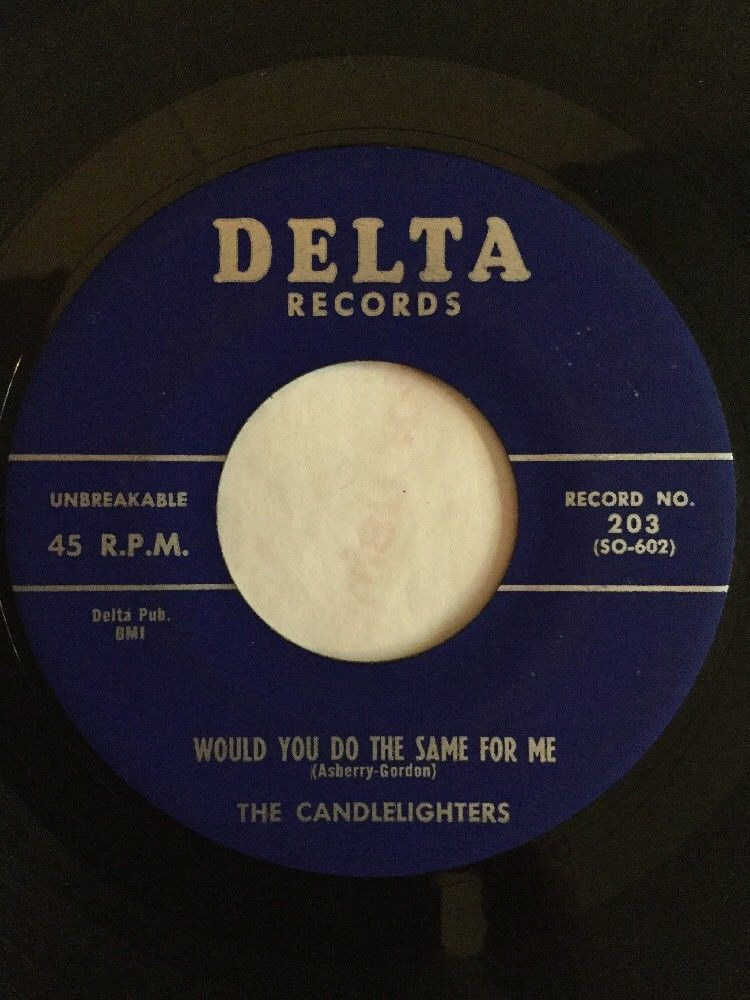 DELTA
RECORDS
UNBREAKABLE
45 R.P.M.
RECORD NO.
203
(SO-602)
Delta Pub.
BMI
WOULD YOU DO THE SAME FOR ME
(Asberry-Gordon)
THE CANDLELIGHTERS